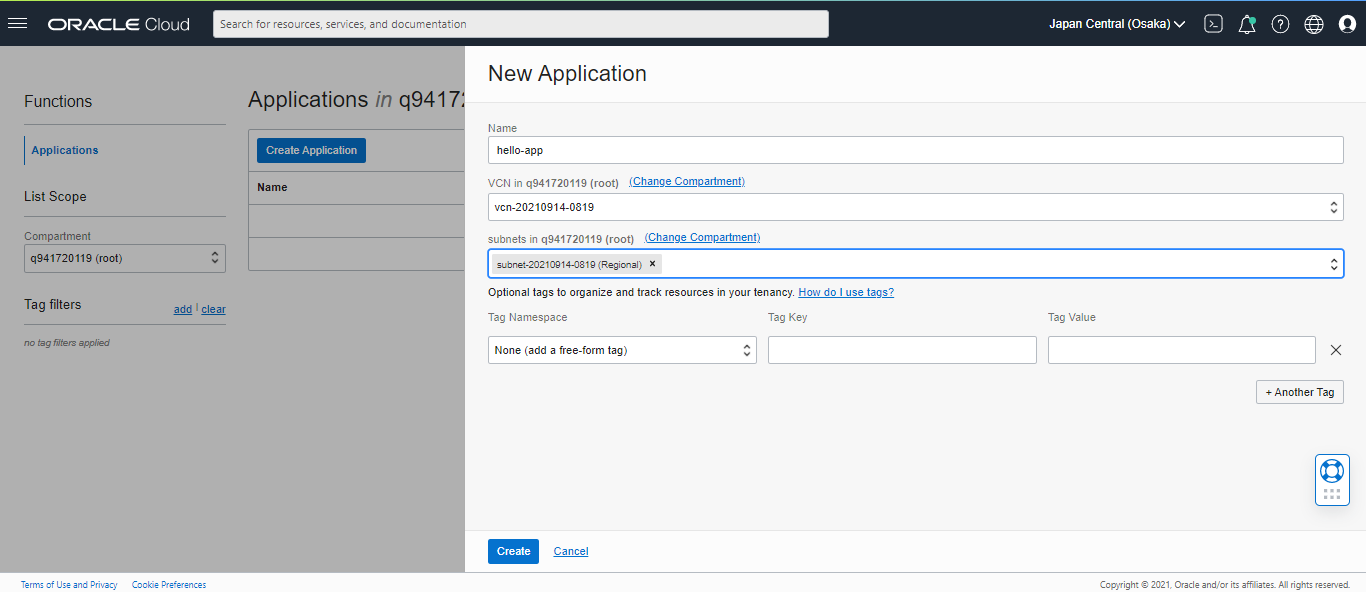 ORACLE Cloud
Search for resources, services, and documentation
Japan Central (Osaka)
Functions
Applications
List Scope
Compartment
q941720119 (root)
Tag filters
add | clear
no tag filters applied
Applications in q9417
Create Application
Name
New Application
Name
hello-app
VCN in q941720119 (root) (Change Compartment)
vcn-20210914-0819
subnets in q941720119 (root) (Change Compartment)
subnet-20210914-0819 (Regional) ×
Optional tags to organize and track resources in your tenancy. How do I use tags?
Tag Namespace Tag Key Tag Value
None (add a free-form tag)
+ Another Tag
Create Cancel
Terms of Use and Privacy Cookie Preferences
Copyright © 2021, Oracle and/or its affiliates. All rights reserved.